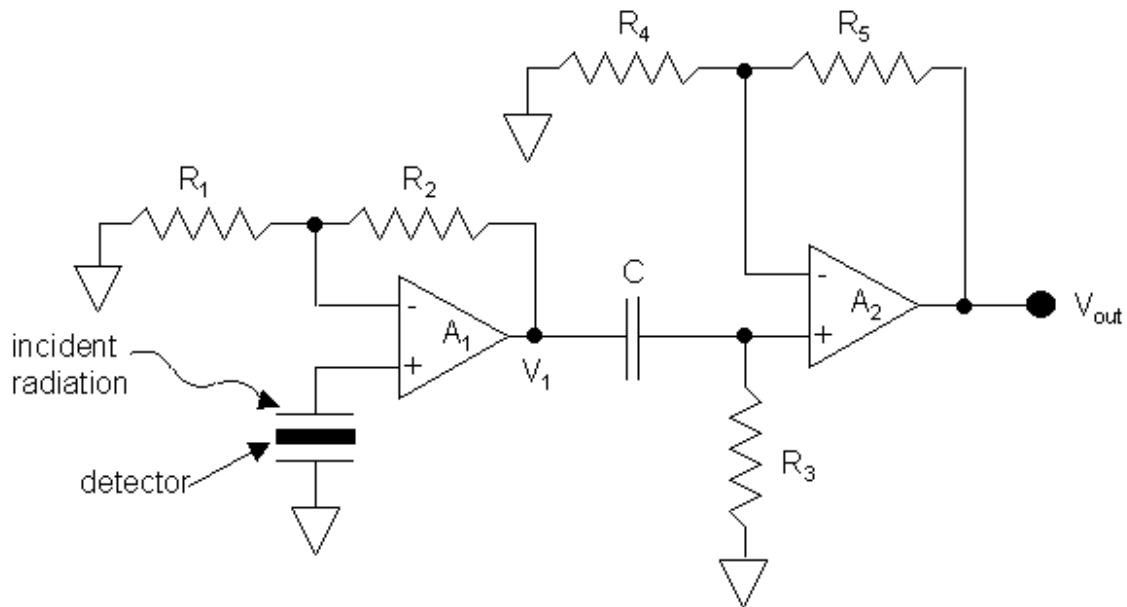 R4
R5
R1
R2
C
-
A2
+
Vout
-
A1
+
V1
incident
radiation
detector
R3